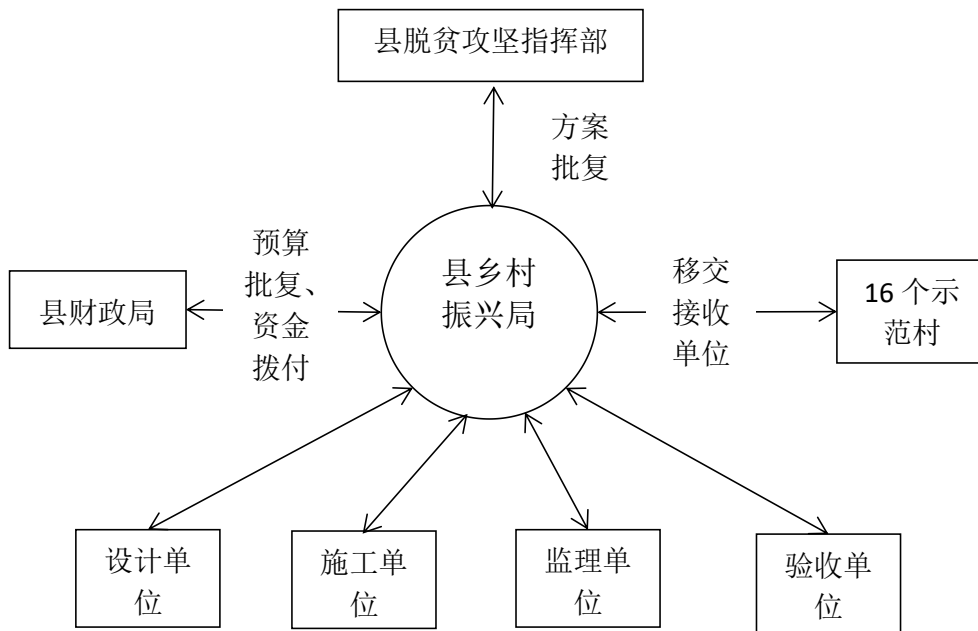 县脱贫攻坚指挥部
方案
批复
预算
批复、
资金
拨付
县乡村
振兴局
移交
接收
单位
县财政局
16 个示
范村
设计单
位
施工单
位
监理单
位
验收单
位